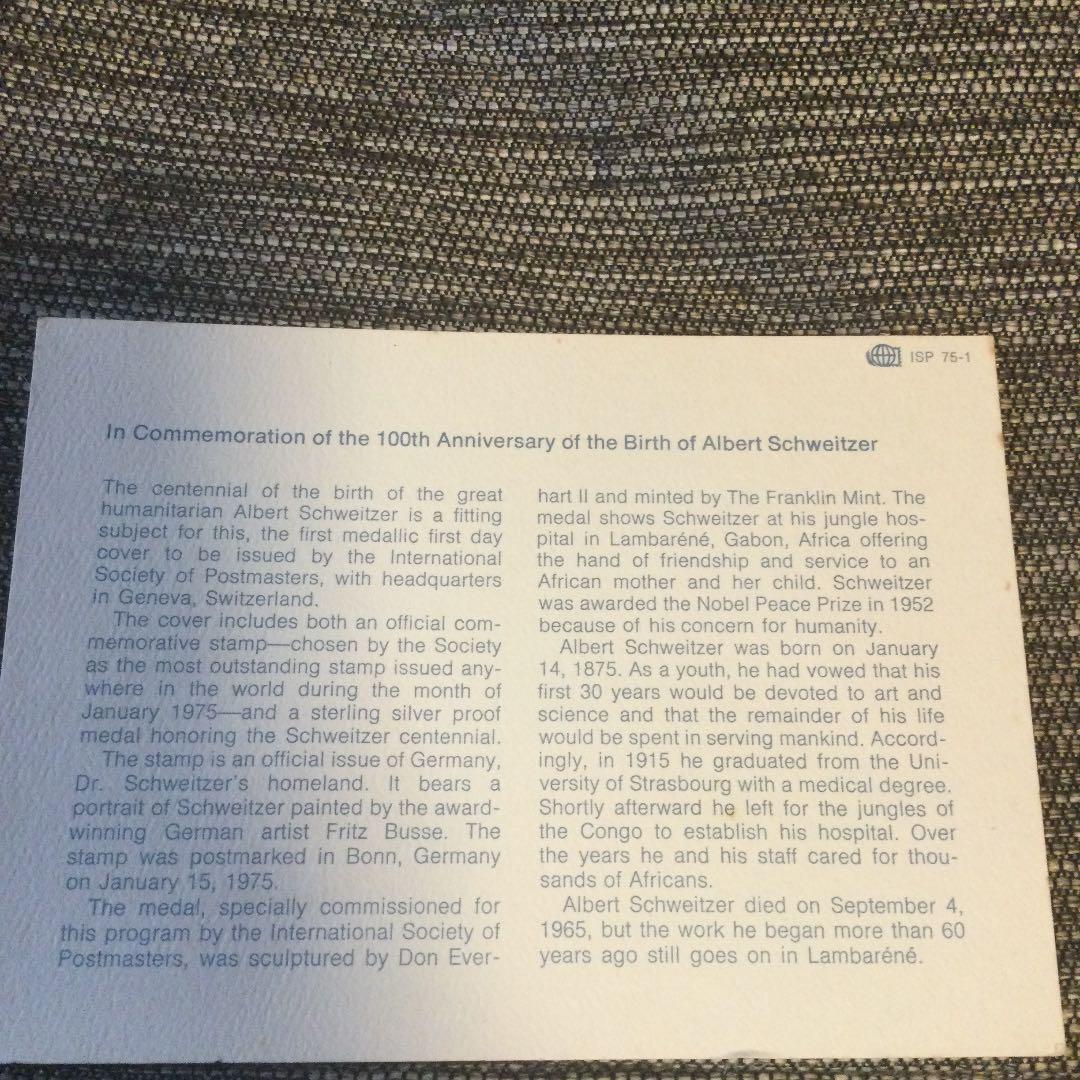 ISP 75-1
In Commemoration of the 100th Anniversary of the Birth of Albert Schweitzer
The centennial of the birth of the great
humanitarian Albert Schweitzer is a fitting
subject for this, the first medallic first day
cover to be issued by the International
Society of Postmasters, with headquarters
in Geneva, Switzerland.
The cover includes both an official com-
memorative stamp—chosen by the Society
as the most outstanding stamp issued any-
where in the world during the month of
January 1975—and a sterling silver proof
medal honoring the Schweitzer centennial.
The stamp is an official issue of Germany,
Dr. Schweitzer's homeland. It bears a
portrait of Schweitzer painted by the award-
winning German artist Fritz Busse. The
stamp was postmarked in Bonn, Germany
on January 15, 1975.
The medal, specially commissioned for
this program by the International Society of
Postmasters, was sculptured by Don Ever-
hart II and minted by The Franklin Mint. The
medal shows Schweitzer at his jungle hos-
pital in Lambaréné, Gabon, Africa offering
the hand of friendship and service to an
African mother and her child. Schweitzer
was awarded the Nobel Peace Prize in 1952
because of his concern for humanity.
Albert Schweitzer was born on January
14, 1875. As a youth, he had vowed that his
first 30 years would be devoted to art and
science and that the remainder of his life
would be spent in serving mankind. Accord-
ingly, in 1915 he graduated from the Uni-
versity of Strasbourg with a medical degree.
Shortly afterward he left for the jungles of
the Congo to establish his hospital. Over
the years he and his staff cared for thou-
sands of Africans.
Albert Schweitzer died on September 4,
1965, but the work he began more than 60
years ago still goes on in Lambaréné.